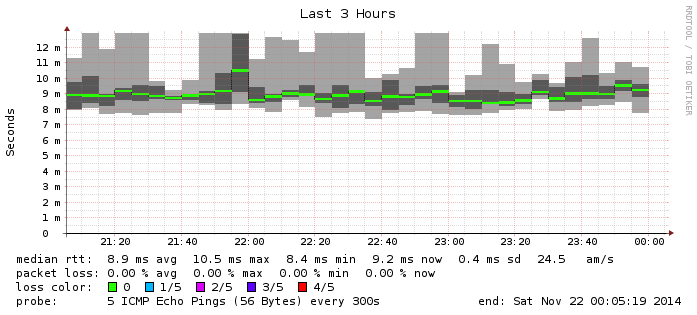 Last 3 Hours
RRDTOOL / TOBI OETIKER
Seconds
12 m
11 m
10 m
9 m
8 m
7 m
6 m
5 m
4 m
3 m
2 m
1 m
0
21:20 21:40 22:00 22:20 22:40 23:00 23:20 23:40 00:00
median rtt: 8.9 ms avg 10.5 ms max 8.4 ms min 9.2 ms now 0.4 ms sd 24.5 am/s
packet loss: 0.00 % avg 0.00 % max 0.00 % min 0.00 % now
loss color: 0 1/5 2/5 3/5 4/5
probe: 5 ICMP Echo Pings (56 Bytes) every 300s end: Sat Nov 22 00:05:19 2014